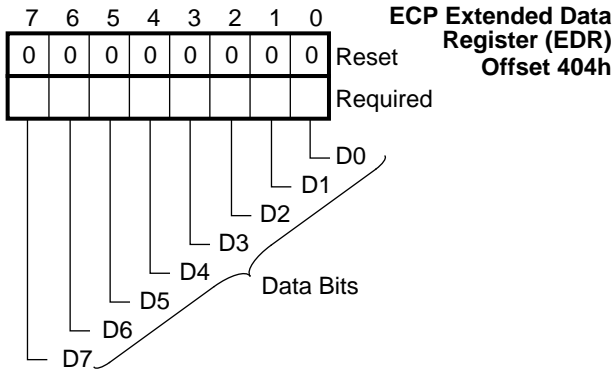 7 6 5 4 3 2 1 0
ECP Extended Data
Register (EDR)
Offset 404h
0 0 0 0 0 0 0 0 Reset
Required
D0
D1
D2
D3
D4
D5
D6
D7
Data Bits